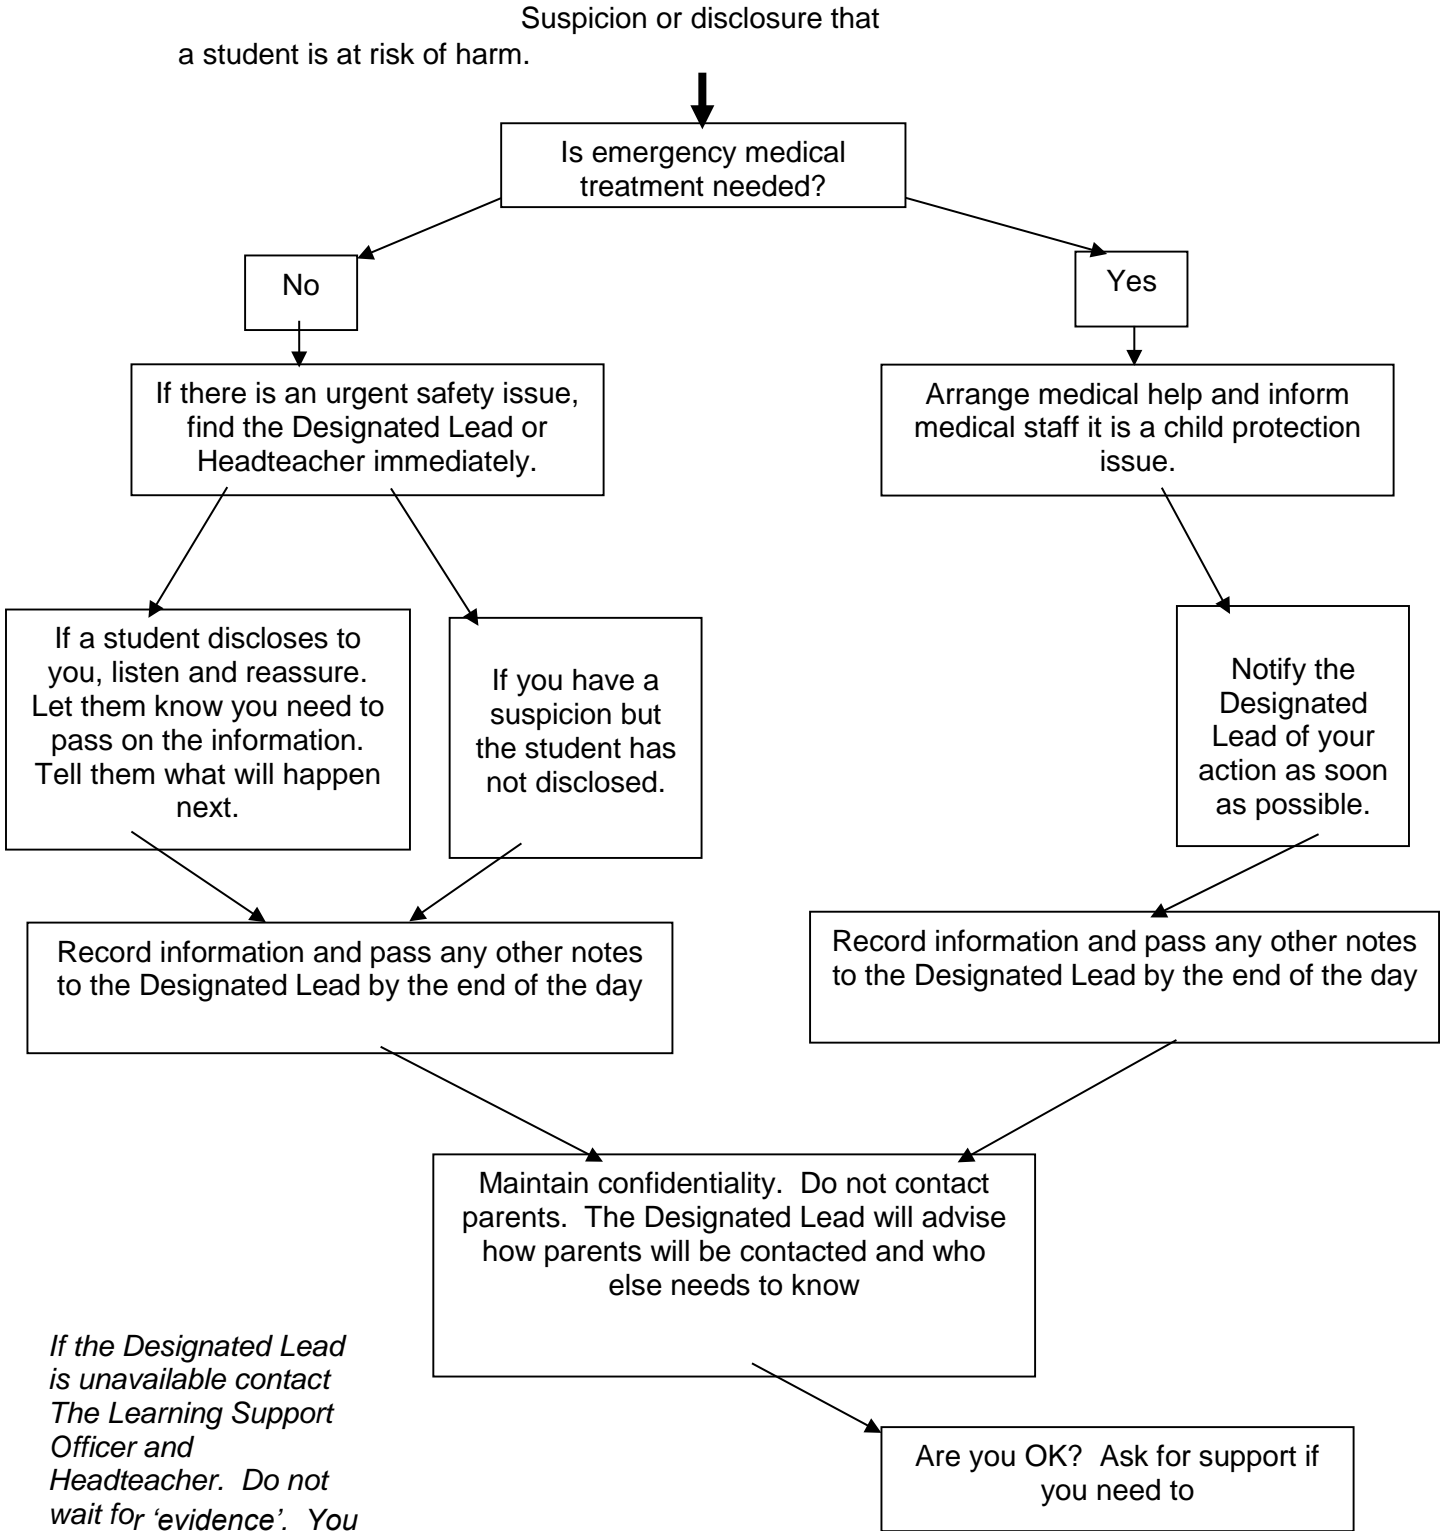 Suspicion or disclosure that
a student is at risk of harm.
Is emergency medical
treatment needed?
No
Yes
If there is an urgent safety issue,
find the Designated Lead or
Headteacher immediately.
Arrange medical help and inform
medical staff it is a child protection
issue.
If a student discloses to
you, listen and reassure.
Let them know you need to
pass on the information.
Tell them what will happen
next.
If you have a
suspicion but
the student has
not disclosed.
Notify the
Designated
Lead of your
action as soon
as possible.
Record information and pass any other notes
to the Designated Lead by the end of the day
Record information and pass any other notes
to the Designated Lead by the end of the day
Maintain confidentiality.  Do not contact
parents.  The Designated Lead will advise
how parents will be contacted and who
else needs to know
If the Designated Lead
is unavailable contact
The Learning Support
Officer and
Headteacher.  Do not
wait for ‘evidence’.  You
Are you OK?  Ask for support if
you need to